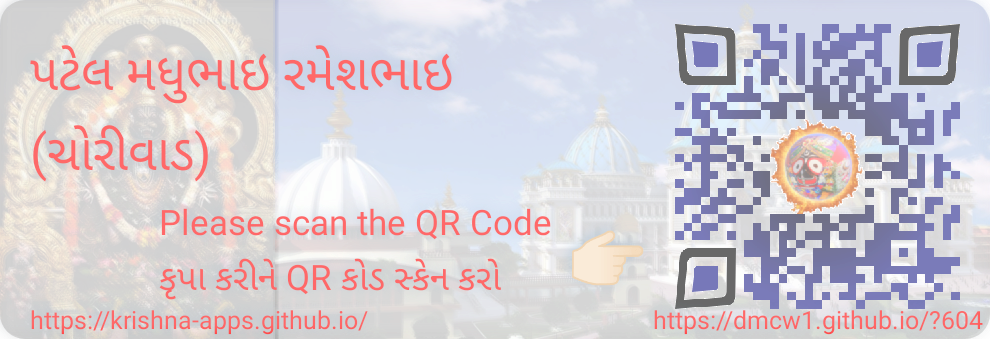 પટેલ મધુભાઇ રમેશભાઇ
(ચોરીવાડ)
Please scan the QR Code
કૃપા કરીને QR કોડ સ્કેન કરો
https://krishna-apps.github.io/
https://dmcw1.github.io/?604